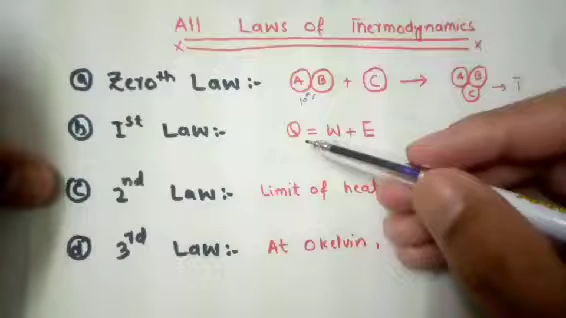 All Laws of Thermodynamics
ⓐ Zeroth Law:- A B + C → A B C → T
ⓑ Ist Law:- Q = W + E
ⓒ 2nd Law:- Limit of heat
ⓓ 3rd Law:- At 0 kelvin,